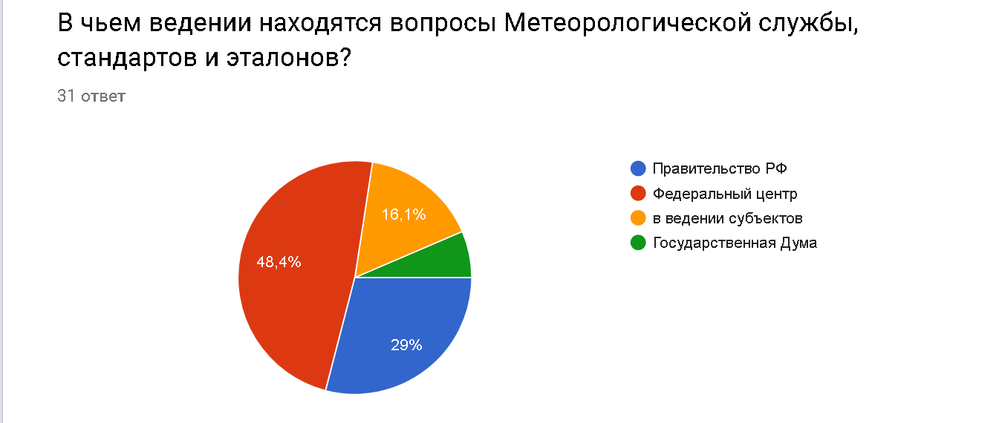 В чьем ведении находятся вопросы Метеорологической службы,
стандартов и эталонов?
31 ответ
16,1%
48,4%
29%
Правительство РФ
Федеральный центр
в ведении субъектов
Государственная Дума